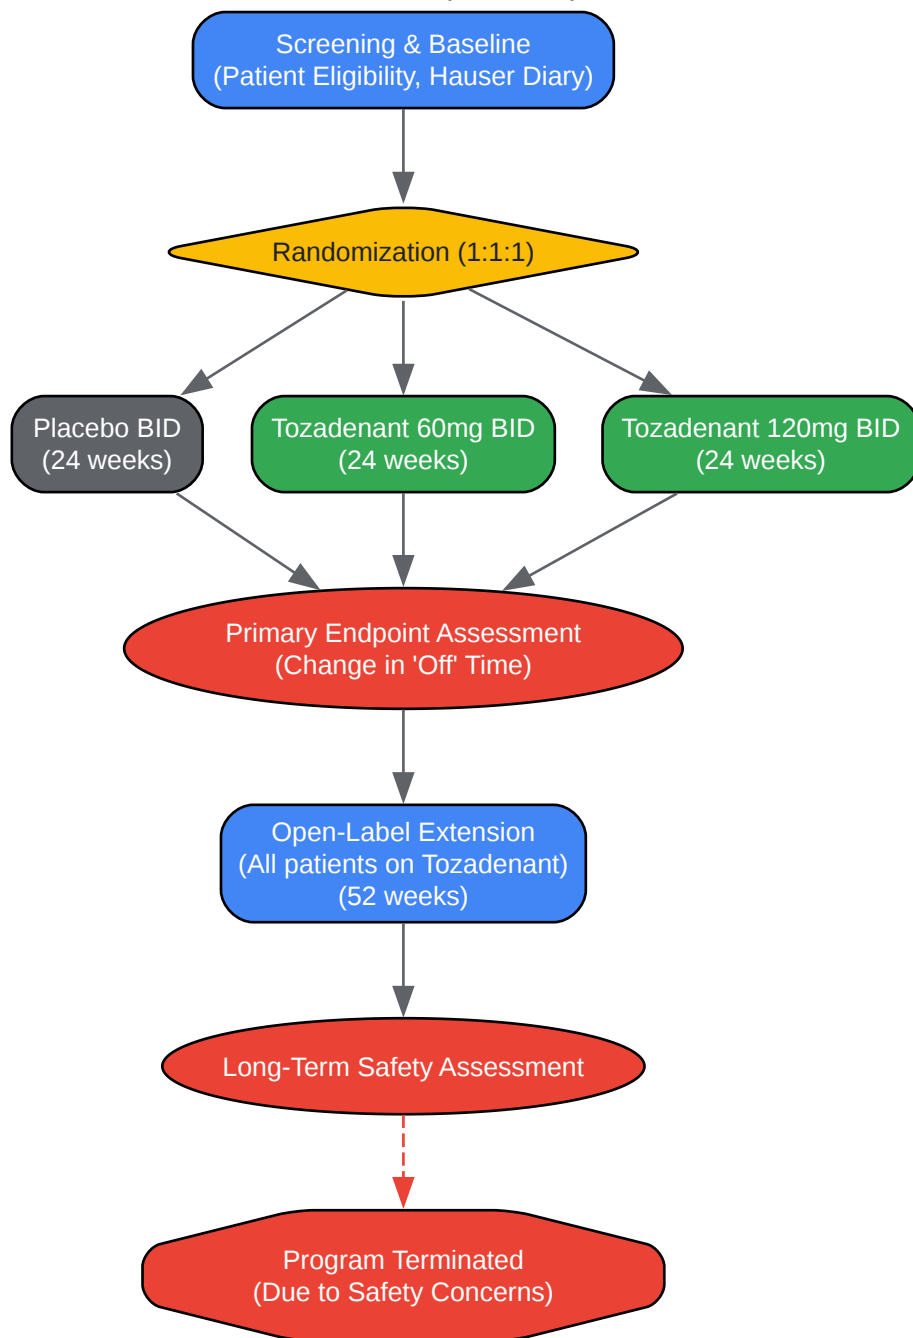 Screening & Baseline
(Patient Eligibility, Hauser Diary)
Randomization (1:1:1)
Placebo BID
(24 weeks)
Tozadenant 60mg BID
(24 weeks)
Tozadenant 120mg BID
(24 weeks)
Primary Endpoint Assessment
(Change in 'Off' Time)
Open-Label Extension
(All patients on Tozadenant)
(52 weeks)
Long-Term Safety Assessment
Program Terminated
(Due to Safety Concerns)